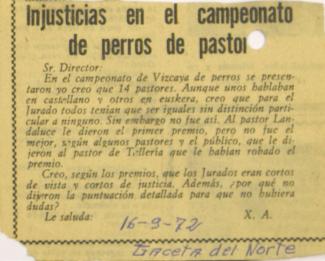 Injusticias en el campeonato
de perros de pastor
Sr. Director:
En el campeonato de Vizcaya de perros se presen-
taron yo creo que 14 pastores. Aunque unos hablaban
en castellano y otros en euskera, creo que para el
Jurado todos tenían que ser iguales sin distinción parti-
cular a ninguno. Sin embargo no fue así. Al pastor Lan-
daluce le dieron el primer premio, pero no fue el
mejor, según algunos pastores y el público, que le di-
jeron al pastor de Tellería que le habían robado el
premio.
Creo, según los premios, que los Jurados eran cortos
de vista y cortos de justicia. Además, ¿por qué no
dieron la puntuación detallada para que no hubiera
dudas?
Le saluda: X. A.
16-9-72
Gaceta del Norte